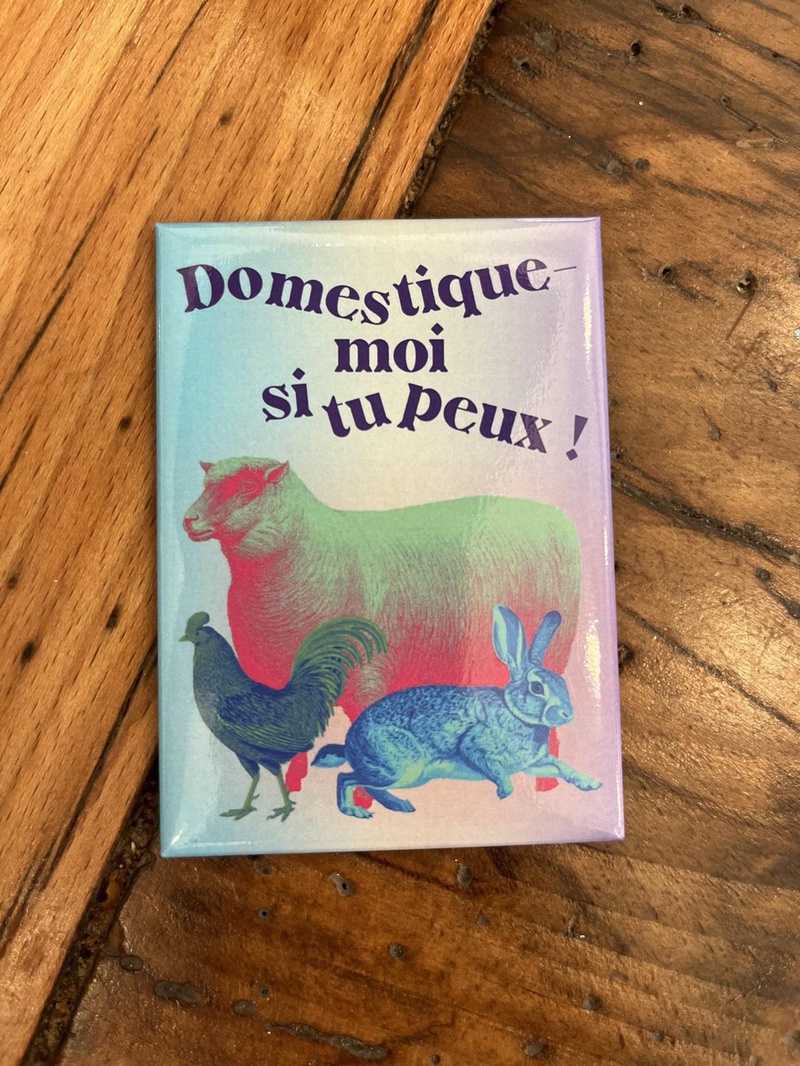 Domestique-
moi
si tu peux !